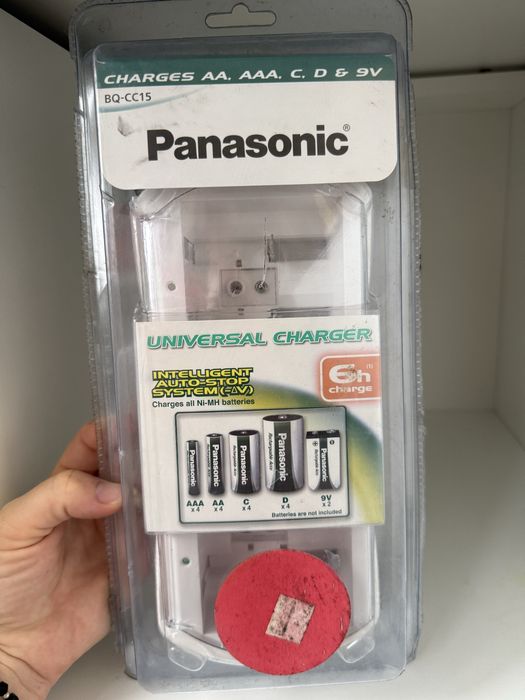 CHARGES AA, AAA, C, D & 9V
BQ-CC15
Panasonic®
UNIVERSAL CHARGER
INTELLIGENT
AUTO-STOP
SYSTEM (-ΔV)
Charges all Ni-MH batteries
6h (1)
charge
Panasonic
Panasonic
Panasonic
Panasonic
Panasonic
AAA
x 4
AA
x 4
C
x 4
D
x 4
9V
x 2
Batteries are not included